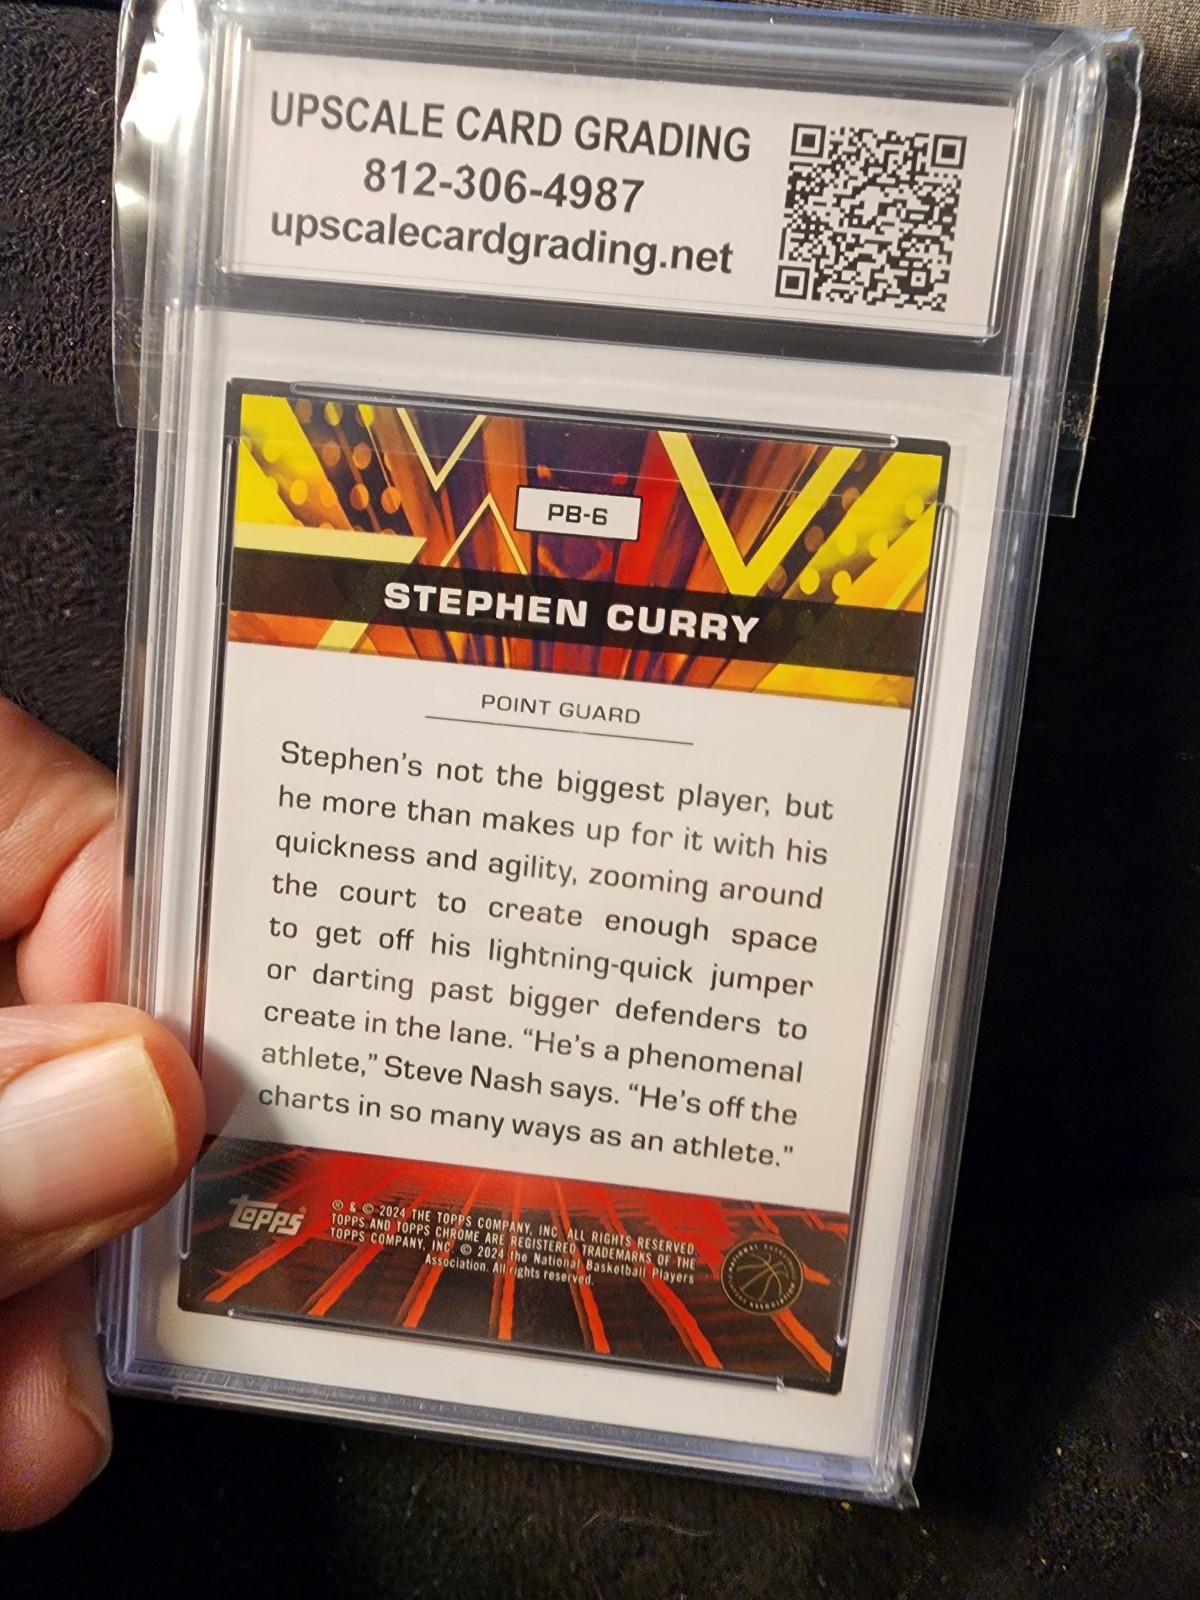 UPSCALE CARD GRADING
812-306-4987
upscalecardgrading.net
PB-6
STEPHEN CURRY
POINT GUARD
Stephen's not the biggest player, but
he more than makes up for it with his
quickness and agility, zooming around
the court to create enough space
to get off his lightning-quick jumper
or darting past bigger defenders to
create in the lane. “He's a phenomenal
athlete,” Steve Nash says. “He's off the
charts in so many ways as an athlete.”
Topps
® & © 2024 THE TOPPS COMPANY, INC. ALL RIGHTS RESERVED.
TOPPS AND TOPPS CHROME ARE REGISTERED TRADEMARKS OF THE
TOPPS COMPANY, INC. © 2024 the National Basketball Players
Association. All rights reserved.